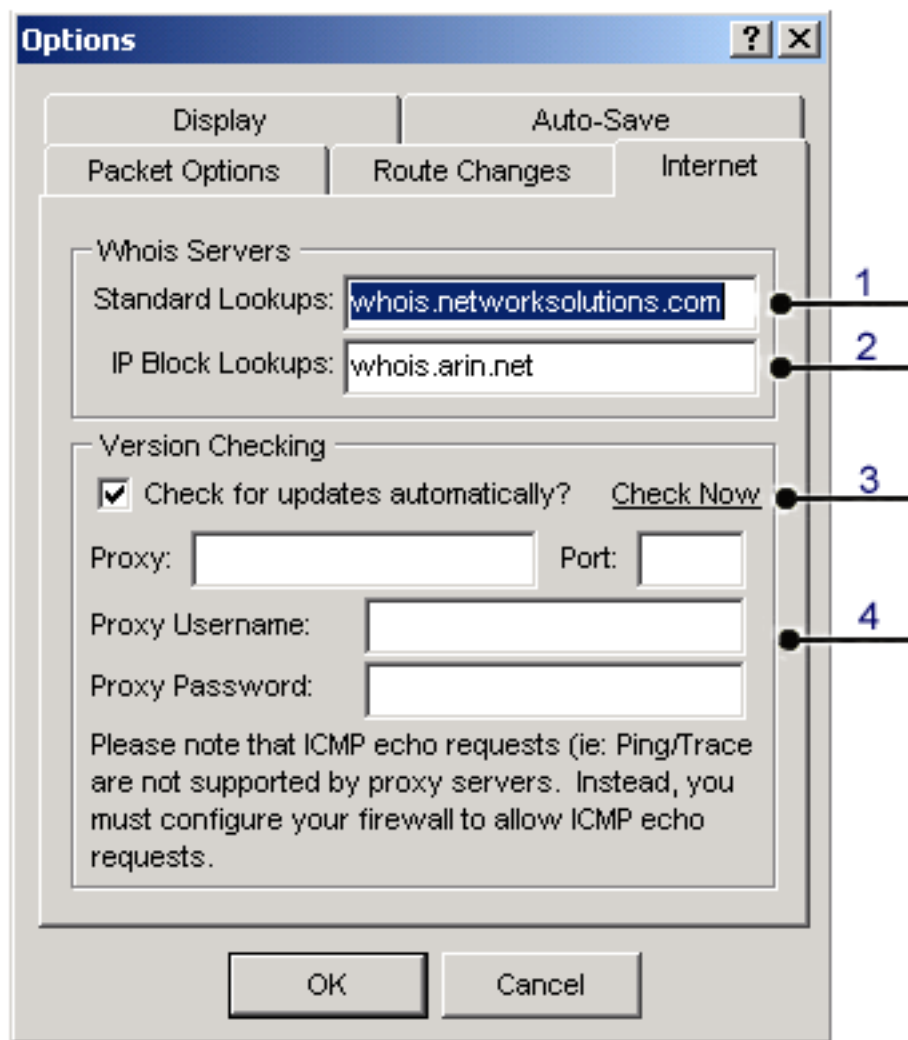 Options
Display Auto-Save
Packet Options Route Changes Internet
Whois Servers
Standard Lookups: whois.networksolutions.com 1
IP Block Lookups: whois.arin.net 2
Version Checking
Check for updates automatically? Check Now 3
Proxy: Port:
Proxy Username: 4
Proxy Password:
Please note that ICMP echo requests (ie: Ping/Trace
are not supported by proxy servers. Instead, you
must configure your firewall to allow ICMP echo
requests.
OK Cancel